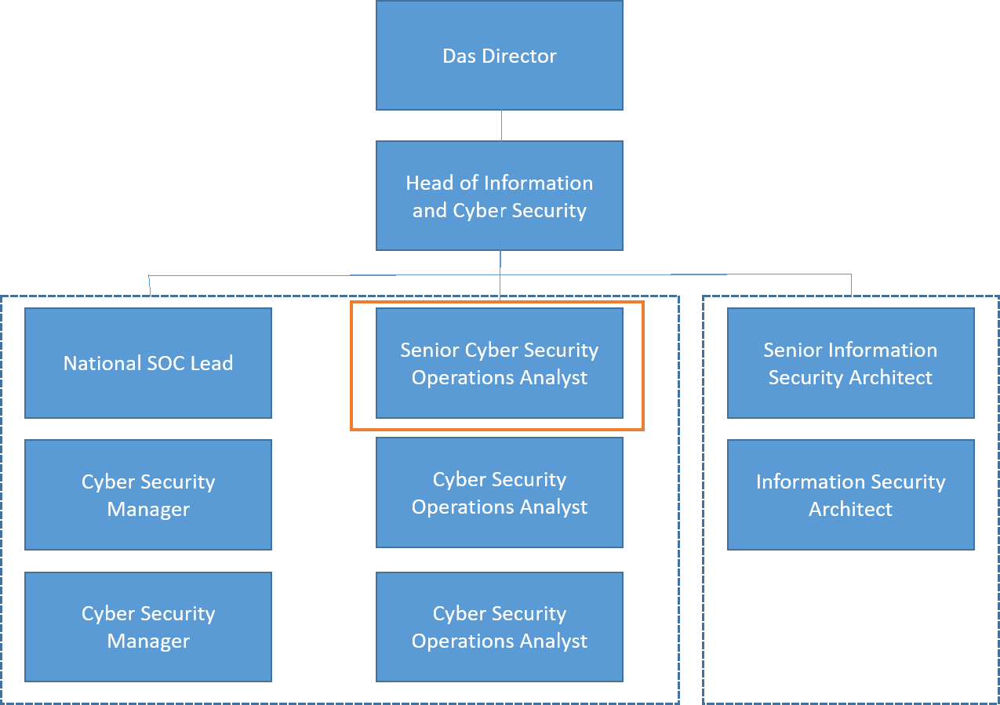 Das Director
Head of Information
and Cyber Security
National SOC Lead
Senior Cyber Security
Operations Analyst
Senior Information
Security Architect
Cyber Security
Manager
Cyber Security
Operations Analyst
Information Security
Architect
Cyber Security
Manager
Cyber Security
Operations Analyst